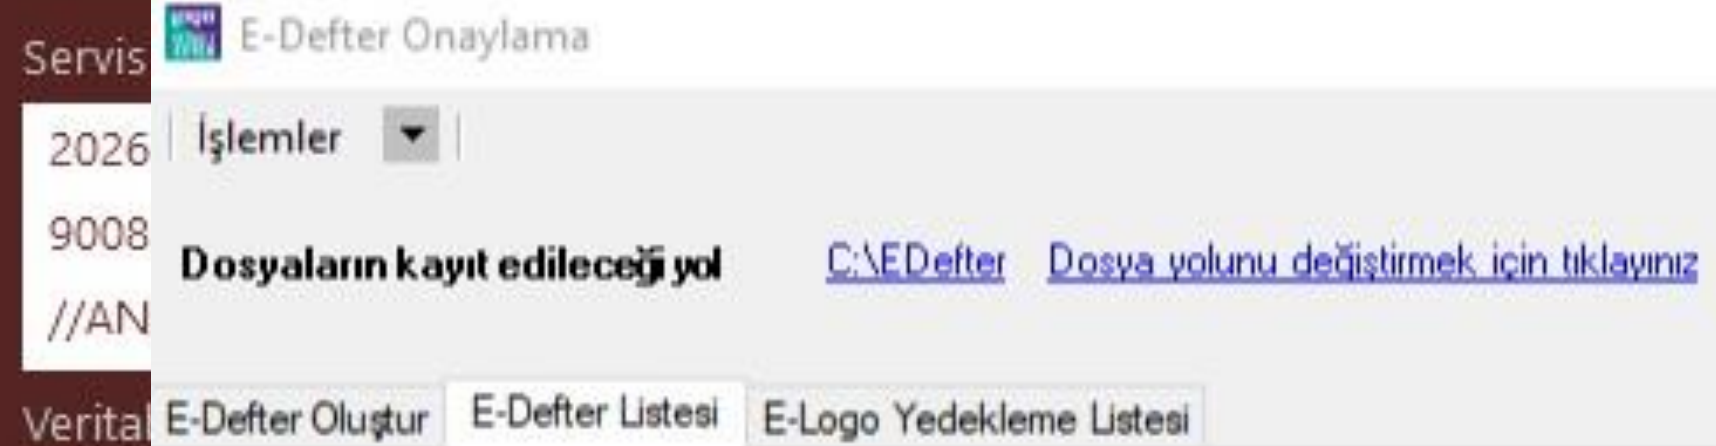 Servis
E-Defter Onaylama
2026
İşlemler
9008
Dosyaların kayıt edileceği yol C:\EDefter Dosya yolunu değiştirmek için tıklayınız
//AN
E-Defter Oluştur E-Defter Listesi E-Logo Yedekleme Listesi